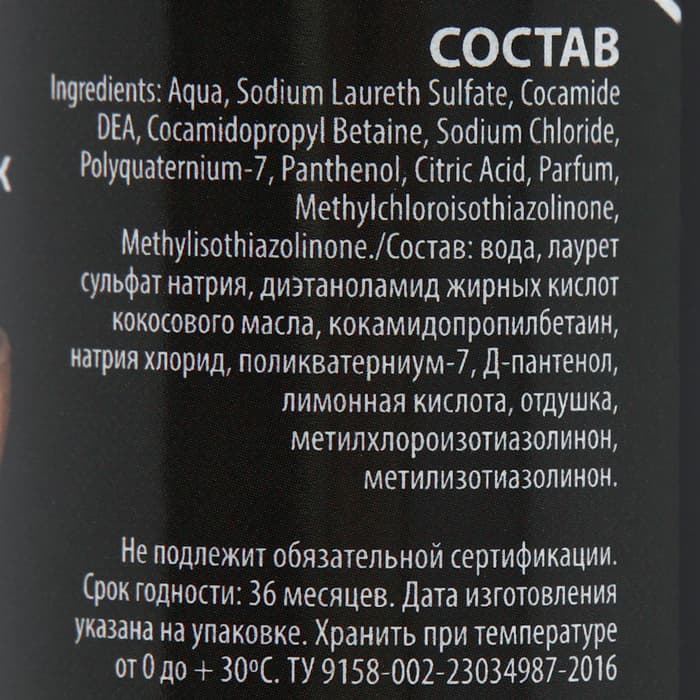 СОСТАВ
Ingredients: Aqua, Sodium Laureth Sulfate, Cocamide
DEA, Cocamidopropyl Betaine, Sodium Chloride,
Polyquaternium-7, Panthenol, Citric Acid, Parfum,
Methylchloroisothiazolinone,
Methylisothiazolinone./Состав: вода, лаурет
сульфат натрия, диэтаноламид жирных кислот
кокосового масла, кокамидопропилбетаин,
натрия хлорид, поликватерниум-7, Д-пантенол,
лимонная кислота, отдушка,
метилхлороизотиазолинон,
метилизотиазолинон.
Не подлежит обязательной сертификации.
Срок годности: 36 месяцев. Дата изготовления
указана на упаковке. Хранить при температуре
от 0 до + 30ºС. ТУ 9158-002-23034987-2016